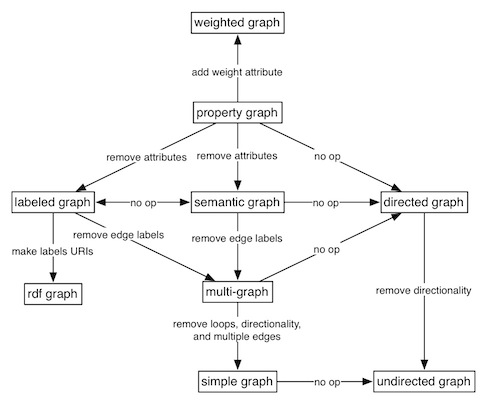 weighted graph
add weight attribute
property graph
remove attributes
remove attributes
no op
labeled graph
no op
semantic graph
no op
directed graph
make labels URIs
remove edge labels
remove edge labels
no op
rdf graph
multi-graph
remove directionality
remove loops, directionality,
and multiple edges
simple graph
no op
undirected graph